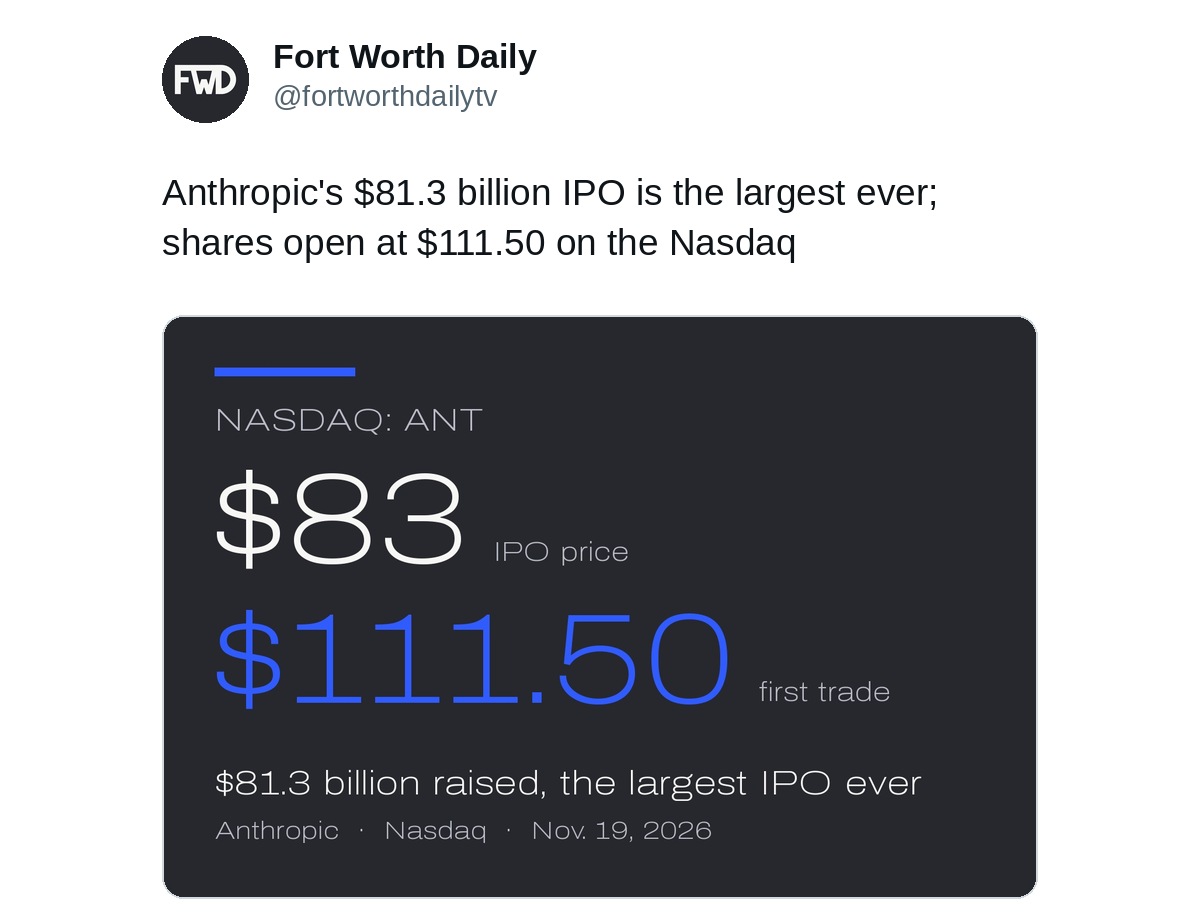 FWD
Fort Worth Daily
@fortworthdailytv
Anthropic's $81.3 billion IPO is the largest ever;
shares open at $111.50 on the Nasdaq
NASDAQ: ANT
$83 IPO price
$111.50 first trade
$81.3 billion raised, the largest IPO ever
Anthropic · Nasdaq · Nov. 19, 2026